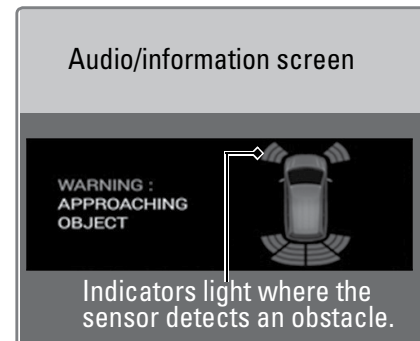 Audio/information screen
WARNING :
APPROACHING
OBJECT
Indicators light where the
sensor detects an obstacle.